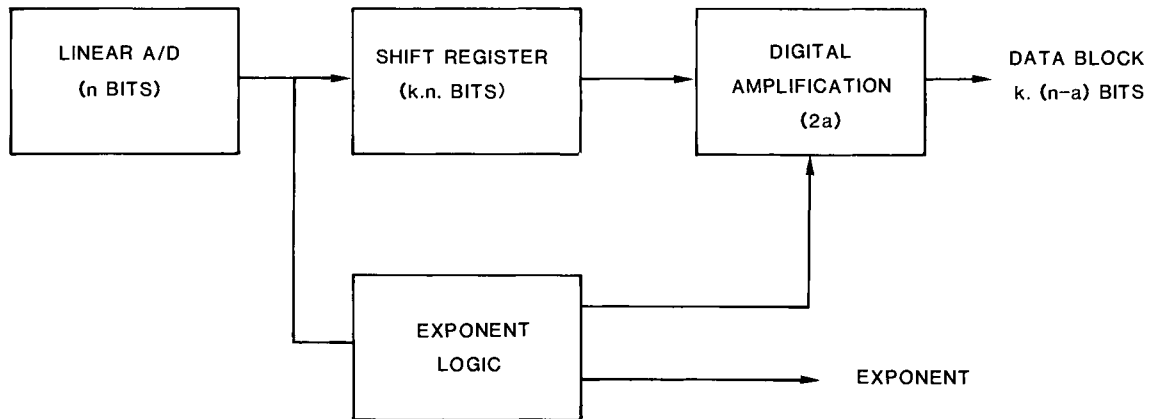 LINEAR A/D
(n BITS)
SHIFT REGISTER
(k.n. BITS)
DIGITAL
AMPLIFICATION
(2a)
DATA BLOCK
k. (n-a) BITS
EXPONENT
LOGIC
EXPONENT